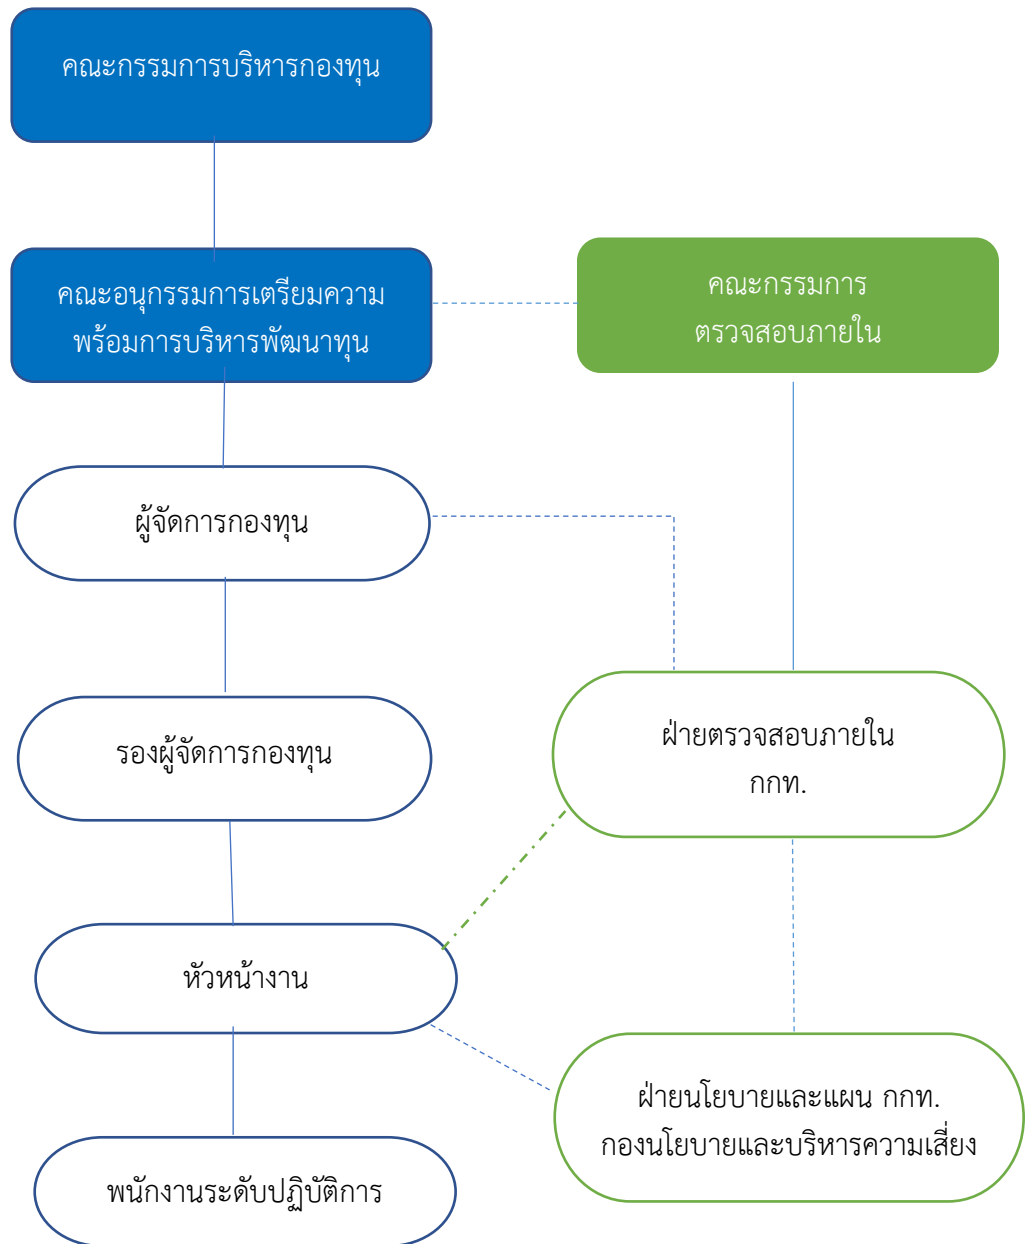 คณะกรรมการบริหารกองทุน
คณะอนุกรรมการเตรียมความ
พร้อมการบริหารพัฒนาทุน
คณะกรรมการ
ตรวจสอบภายใน
ผู้จัดการกองทุน
รองผู้จัดการกองทุน
ฝ่ายตรวจสอบภายใน
กกท.
หัวหน้างาน
ฝ่ายนโยบายและแผน กกท.
กองนโยบายและบริหารความเสี่ยง
พนักงานระดับปฏิบัติการ